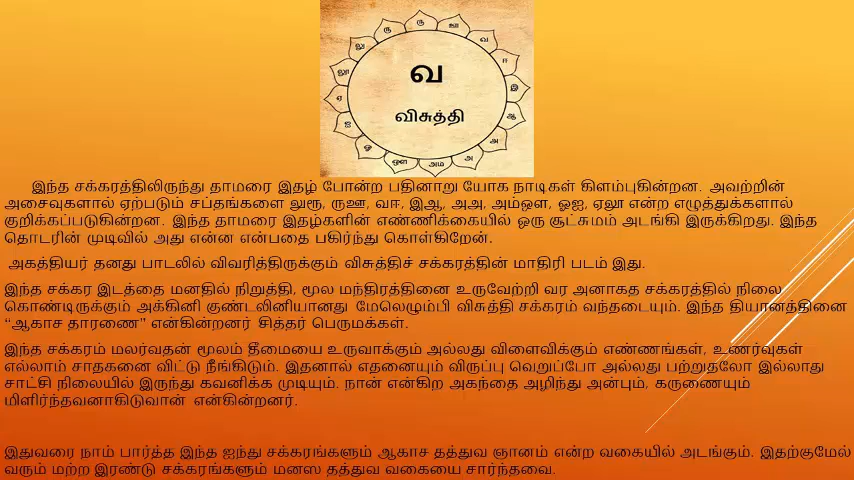 வ
விசுத்தி
இந்த சக்கரத்திலிருந்து தாமரை இதழ் போன்ற பதினாறு யோக நாடிகள் கிளம்புகின்றன. அவற்றின்
அசைவுகளால் ஏற்படும் சப்தங்களை லுரூ, ருஊ, வா, இஆ, அஅ, அம்ஔ, ஓஐ, ஏலூ என்ற எழுத்துக்களால்
குறிக்கப்படுகின்றன. இந்த தாமரை இதழ்களின் எண்ணிக்கையில் ஒரு சூட்சுமம் அடங்கி இருக்கிறது. இந்த
தொடரின் முடிவில் அது என்ன என்பதை பகிர்ந்து கொள்கிறேன்.
அகத்தியர் தனது பாடலில் விவரித்திருக்கும் விசுத்திச் சக்கரத்தின் மாதிரி படம் இது.
இந்த சக்கர இடத்தை மனதில் நிறுத்தி, மூல மந்திரத்தினை உருவேற்றி வர அனாகத சக்கரத்தில் நிலை
கொண்டிருக்கும் அக்கினி குண்டலினியானது மேலெழும்பி விசுத்தி சக்கரம் வந்தடையும். இந்த தியானத்தினை
“ஆகாச தாரணை” என்கின்றனர் சித்தர் பெருமக்கள்.
இந்த சக்கரம் மலர்வதன் மூலம் தீமையை உருவாக்கும் அல்லது விளைவிக்கும் எண்ணங்கள், உணர்வுகள்
எல்லாம் சாதகனை விட்டு நீங்கிடும். இதனால் எதனையும் விருப்பு வெறுப்போ அல்லது பற்றுதலோ இல்லாது
சாட்சி நிலையில் இருந்து கவனிக்க முடியும். நான் என்கிற அகந்தை அழிந்து அன்பும், கருணையும்
மிளிர்ந்தவனாகிடுவான் என்கின்றனர்.
இதுவரை நாம் பார்த்த இந்த ஐந்து சக்கரங்களும் ஆகாச தத்துவ ஞானம் என்ற வகையில் அடங்கும். இதற்குமேல்
வரும் மற்ற இரண்டு சக்கரங்களும் மனஸ தத்துவ வகையை சார்ந்தவை.